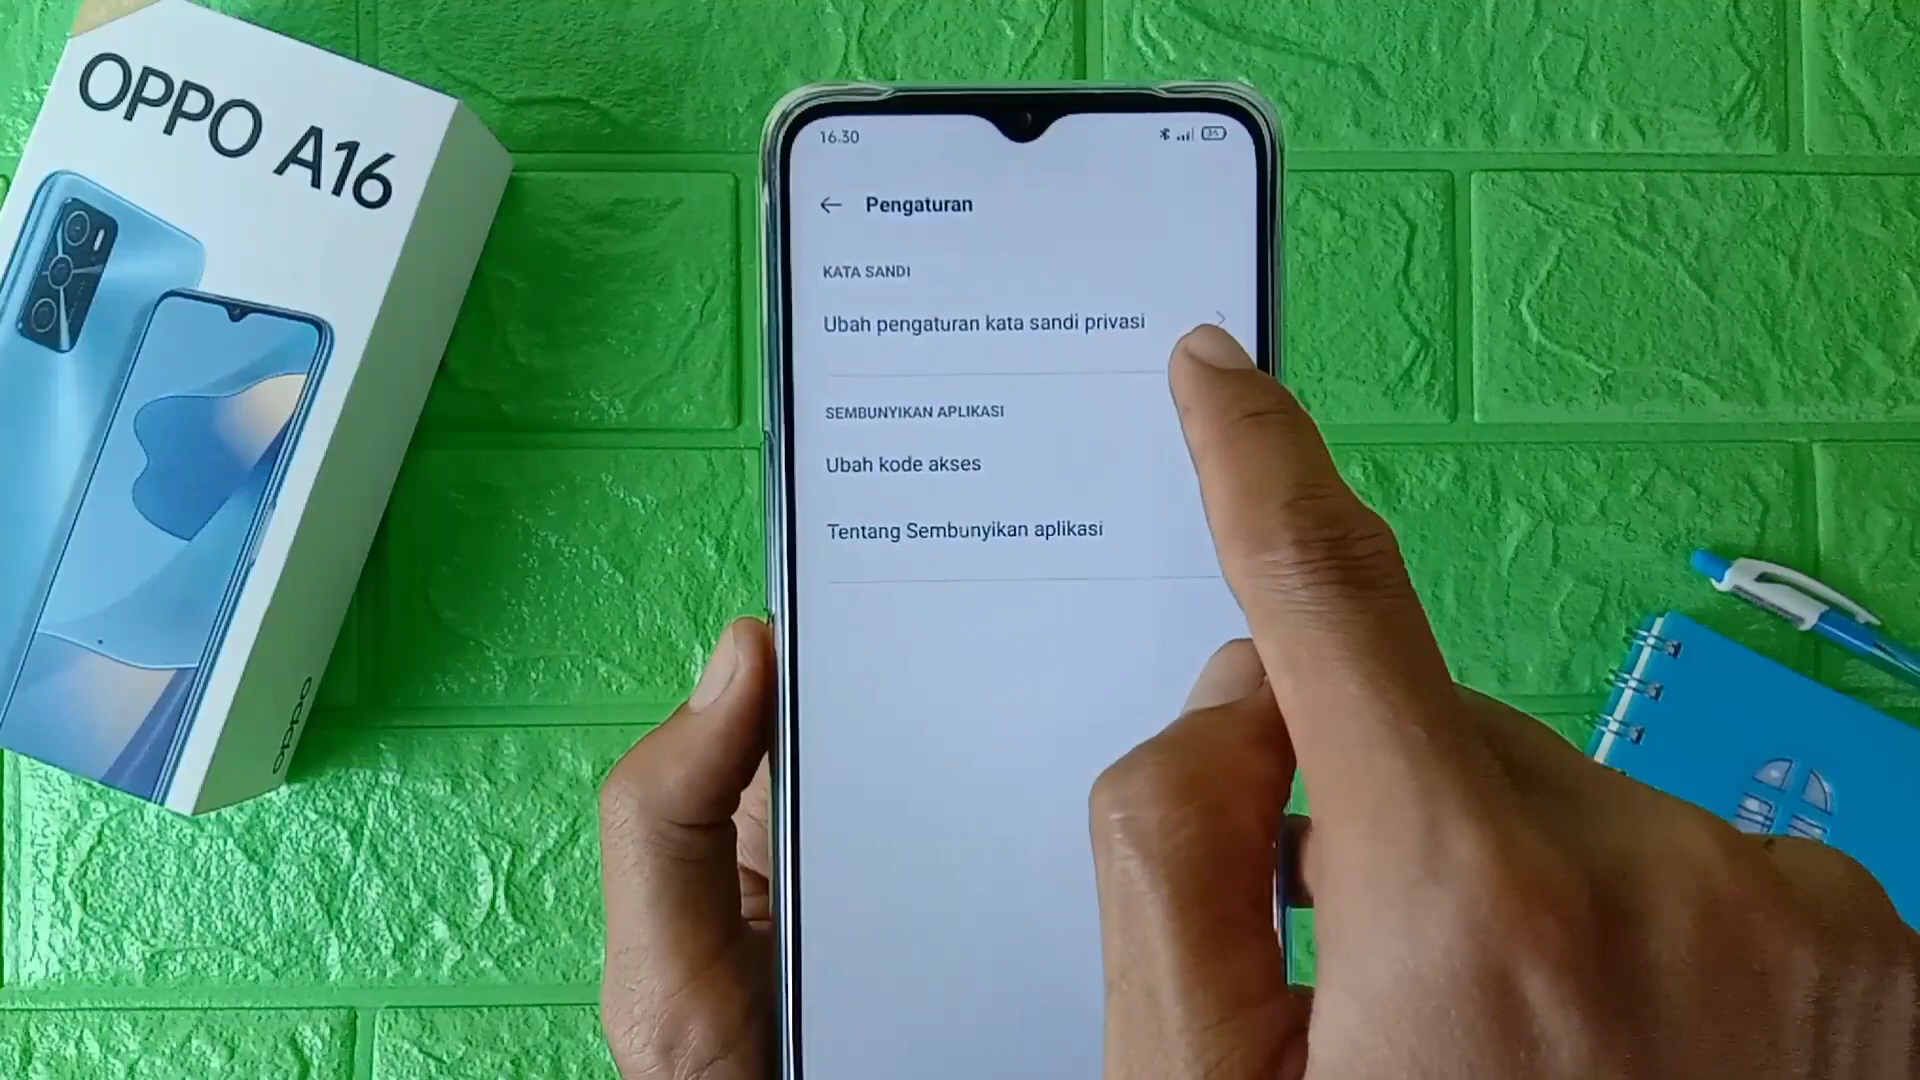 OPPO A16
oppo
16.30
Pengaturan
KATA SANDI
Ubah pengaturan kata sandi privasi
SEMBUNYIKAN APLIKASI
Ubah kode akses
Tentang Sembunyikan aplikasi